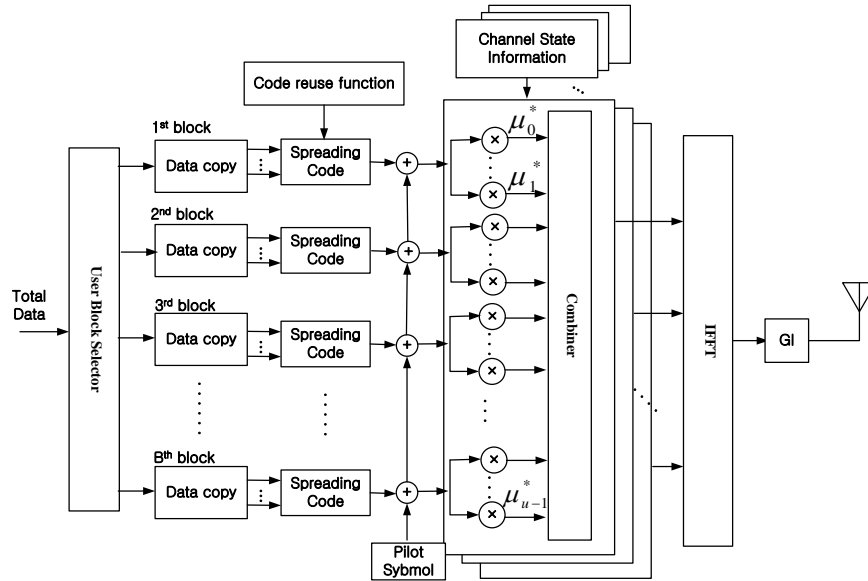 Channel State
Information
Code reuse function
1st block
Data copy
Spreading
Code
+
×
μ0*
×
μ1*
2nd block
Data copy
Spreading
Code
+
×
×
User Block Selector
Total
Data
3rd block
Data copy
Spreading
Code
+
×
×
Combiner
IFFT
GI
Bth block
Data copy
Spreading
Code
+
×
×
μu-1*
Pilot
Sybmol